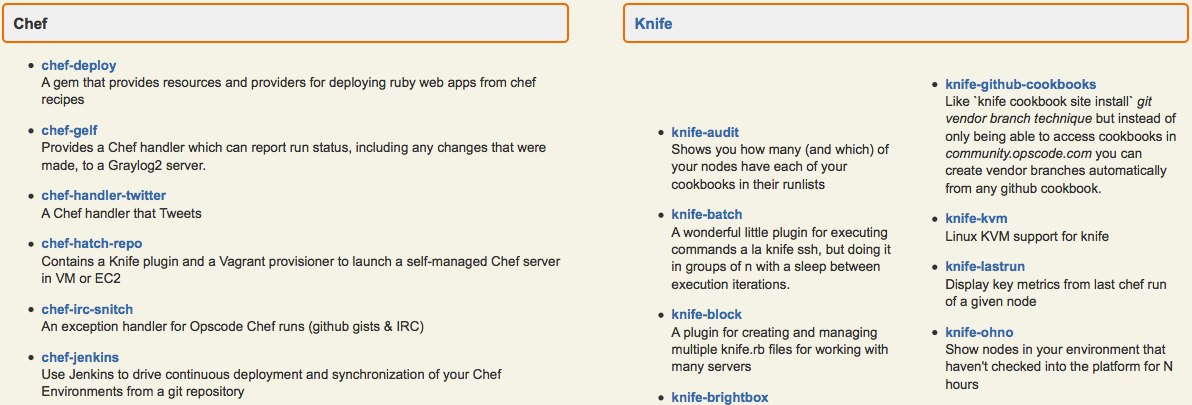 Chef
chef-deploy
A gem that provides resources and providers for deploying ruby web apps from chef
recipes
chef-gelf
Provides a Chef handler which can report run status, including any changes that were
made, to a Graylog2 server.
chef-handler-twitter
A Chef handler that Tweets
chef-hatch-repo
Contains a Knife plugin and a Vagrant provisioner to launch a self-managed Chef server
in VM or EC2
chef-irc-snitch
An exception handler for Opscode Chef runs (github gists & IRC)
chef-jenkins
Use Jenkins to drive continuous deployment and synchronization of your Chef
Environments from a git repository
Knife
knife-audit
Shows you how many (and which) of
your nodes have each of your
cookbooks in their runlists
knife-batch
A wonderful little plugin for executing
commands a la knife ssh, but doing it
in groups of n with a sleep between
execution iterations.
knife-block
A plugin for creating and managing
multiple knife.rb files for working with
many servers
knife-brightbox
knife-github-cookbooks
Like `knife cookbook site install` git
vendor branch technique but instead of
only being able to access cookbooks in
community.opscode.com you can
create vendor branches automatically
from any github cookbook.
knife-kvm
Linux KVM support for knife
knife-lastrun
Display key metrics from last chef run
of a given node
knife-ohno
Show nodes in your environment that
haven't checked into the platform for N
hours